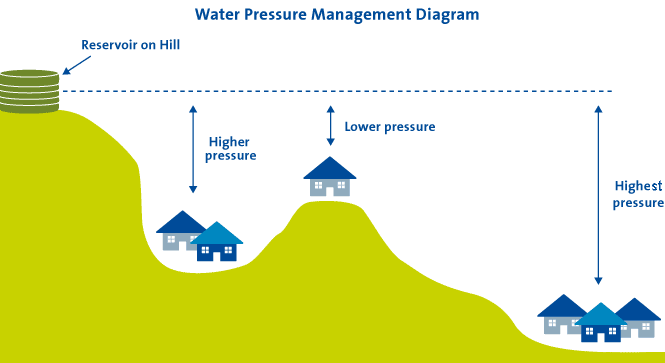 Water Pressure Management Diagram
Reservoir on Hill
Lower pressure
Higher
pressure
Highest
pressure